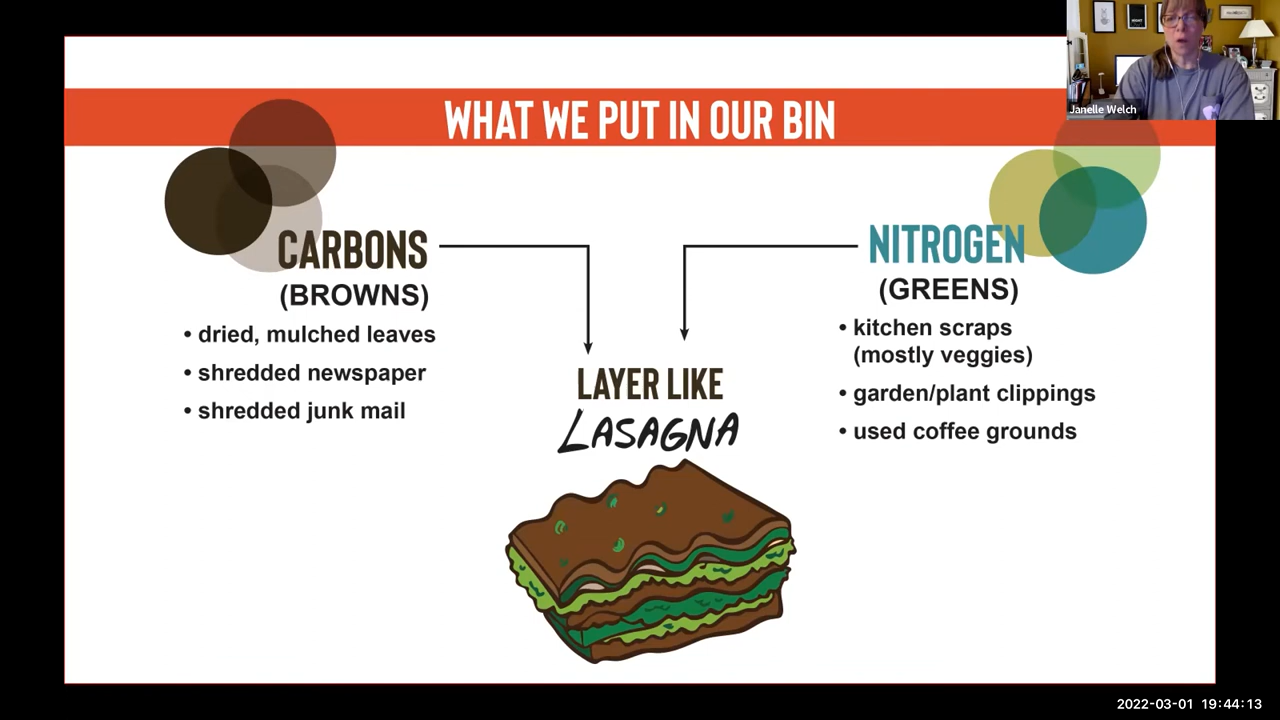 Janelle Welch
WHAT WE PUT IN OUR BIN
CARBONS
(BROWNS)
• dried, mulched leaves
• shredded newspaper
• shredded junk mail
NITROGEN
(GREENS)
• kitchen scraps
(mostly veggies)
• garden/plant clippings
• used coffee grounds
LAYER LIKE
LASAGNA
2022-03-01 19:44:13